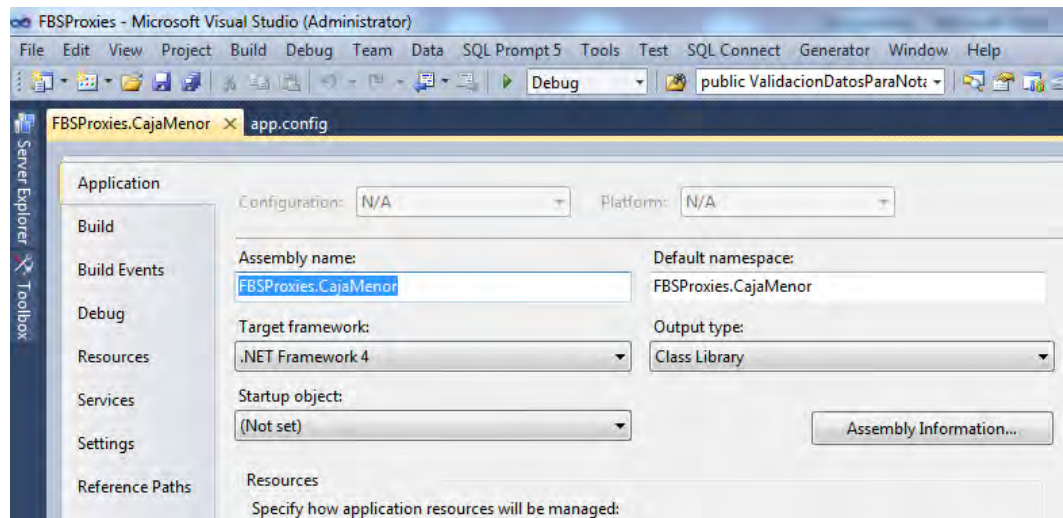 FBSProxies - Microsoft Visual Studio (Administrator)
File Edit View Project Build Debug Team Data SQL Prompt 5 Tools Test SQL Connect Generator Window Help
Debug public ValidacionDatosParaNota
FBSProxies.CajaMenor app.config
Server Explorer
Toolbox
Application
Build
Build Events
Debug
Resources
Services
Settings
Reference Paths
Configuration: N/A Platform: N/A
Assembly name: Default namespace:
FBSProxies.CajaMenor FBSProxies.CajaMenor
Target framework: Output type:
.NET Framework 4 Class Library
Startup object:
(Not set) Assembly Information...
Resources
Specify how application resources will be managed: